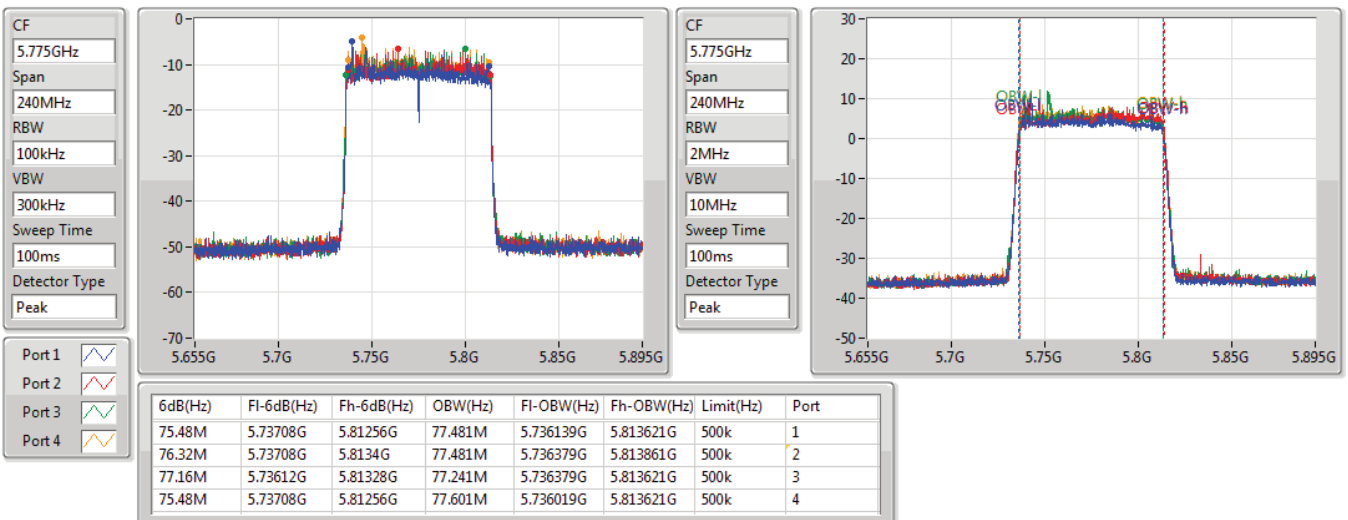 CF
5.775GHz
Span
240MHz
RBW
100kHz
VBW
300kHz
Sweep Time
100ms
Detector Type
Peak
0
-10
-20
-30
-40
-50
-60
-70
5.655G 5.7G 5.75G 5.8G 5.85G 5.895G
CF
5.775GHz
Span
240MHz
RBW
2MHz
VBW
10MHz
Sweep Time
100ms
Detector Type
Peak
30
20
10
0
-10
-20
-30
-40
-50
OBW-l OBW-h
5.655G 5.7G 5.75G 5.8G 5.85G 5.895G
Port 1
Port 2
Port 3
Port 4
6dB(Hz) Fl-6dB(Hz) Fh-6dB(Hz) OBW(Hz) Fl-OBW(Hz) Fh-OBW(Hz) Limit(Hz) Port
75.48M 5.73708G 5.81256G 77.481M 5.736139G 5.813621G 500k 1
76.32M 5.73708G 5.8134G 77.481M 5.736379G 5.813861G 500k 2
77.16M 5.73612G 5.81328G 77.241M 5.736379G 5.813621G 500k 3
75.48M 5.73708G 5.81256G 77.601M 5.736019G 5.813621G 500k 4